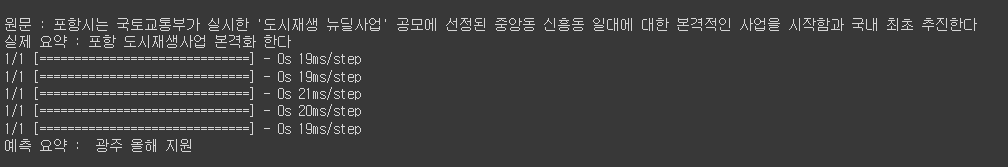 원문 : 포항시는 국토교통부가 실시한 '도시재생 뉴딜사업' 공모에 선정된 중앙동 신흥동 일대에 대한 본격적인 사업을 시작함과 국내 최초 추진한다
실제 요약 : 포항 도시재생사업 본격화 한다
1/1 [==============================] - 0s 19ms/step
1/1 [==============================] - 0s 19ms/step
1/1 [==============================] - 0s 21ms/step
1/1 [==============================] - 0s 20ms/step
1/1 [==============================] - 0s 19ms/step
예측 요약 :  광주 올해 지원